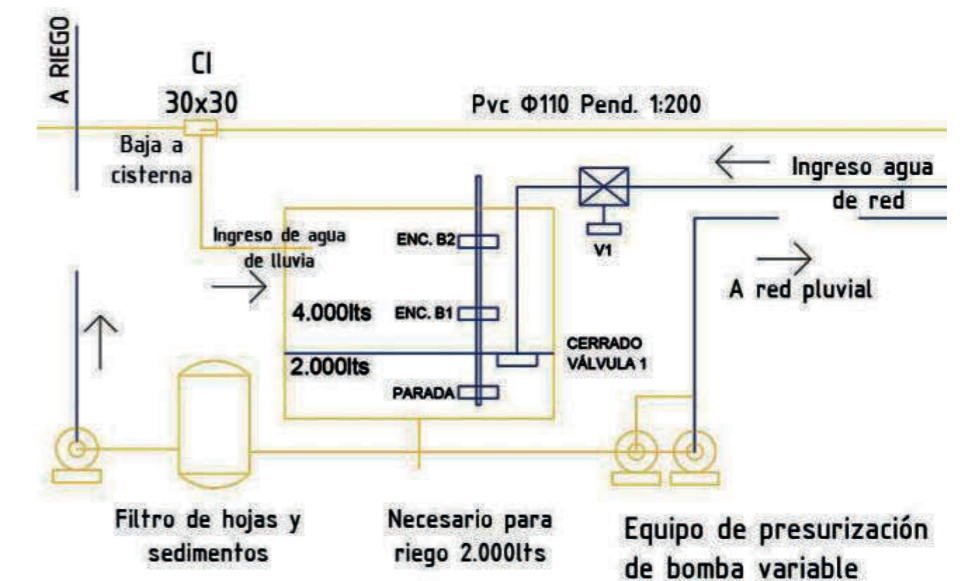 A RIEGO
CI
30x30
Pvc Φ110 Pend. 1:200
Baja a
cisterna
Ingreso agua
de red
Ingreso de agua
de lluvia
ENC. B2
V1
A red pluvial
4.000lts
ENC. B1
CERRADO
VÁLVULA 1
2.000lts
PARADA
Filtro de hojas y
sedimentos
Necesario para
riego 2.000lts
Equipo de presurización
de bomba variable